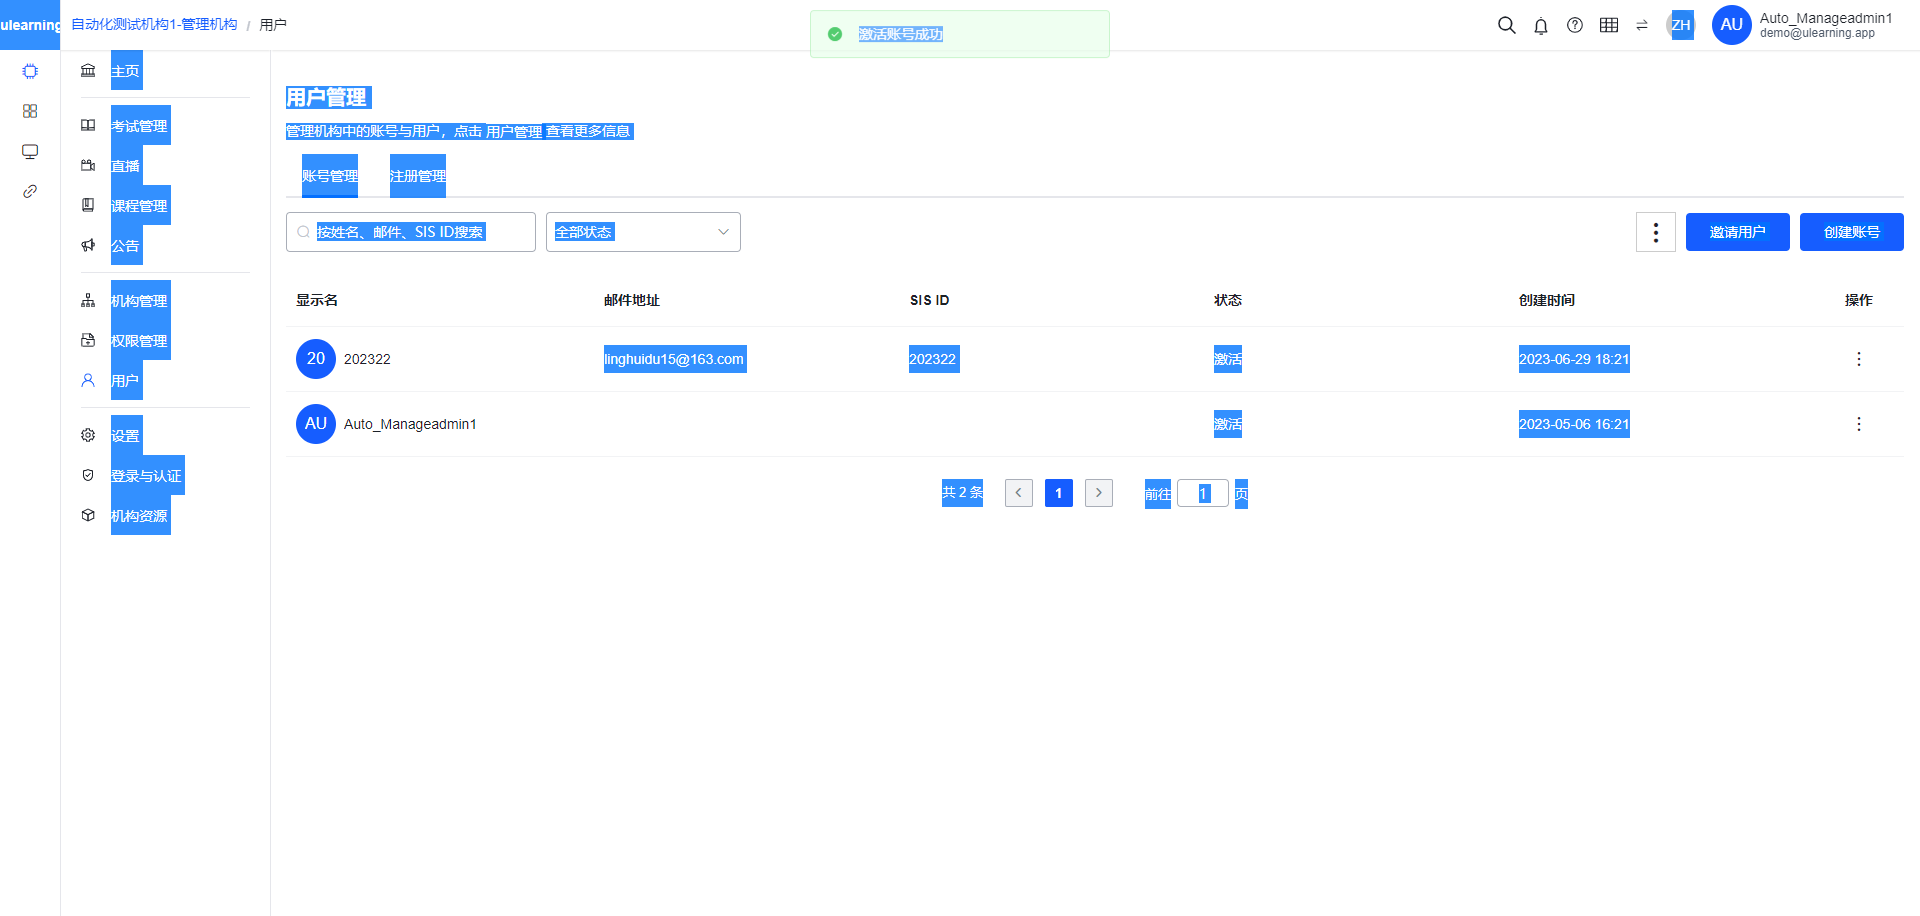 ulearning
自动化测试机构1-管理机构 / 用户
激活账号成功
ZH
AU
Auto_Manageadmin1
demo@ulearning.app
主页
考试管理
直播
课程管理
公告
机构管理
权限管理
用户
设置
登录与认证
机构资源
用户管理
管理机构中的账号与用户，点击 用户管理 查看更多信息
账号管理 注册管理
按姓名、邮件、SIS ID搜索 全部状态 邀请用户 创建账号
显示名 邮件地址 SIS ID 状态 创建时间 操作
20 202322 linghuidu15@163.com 202322 激活 2023-06-29 18:21
AU Auto_Manageadmin1 激活 2023-05-06 16:21
共 2 条 1 前往 1 页